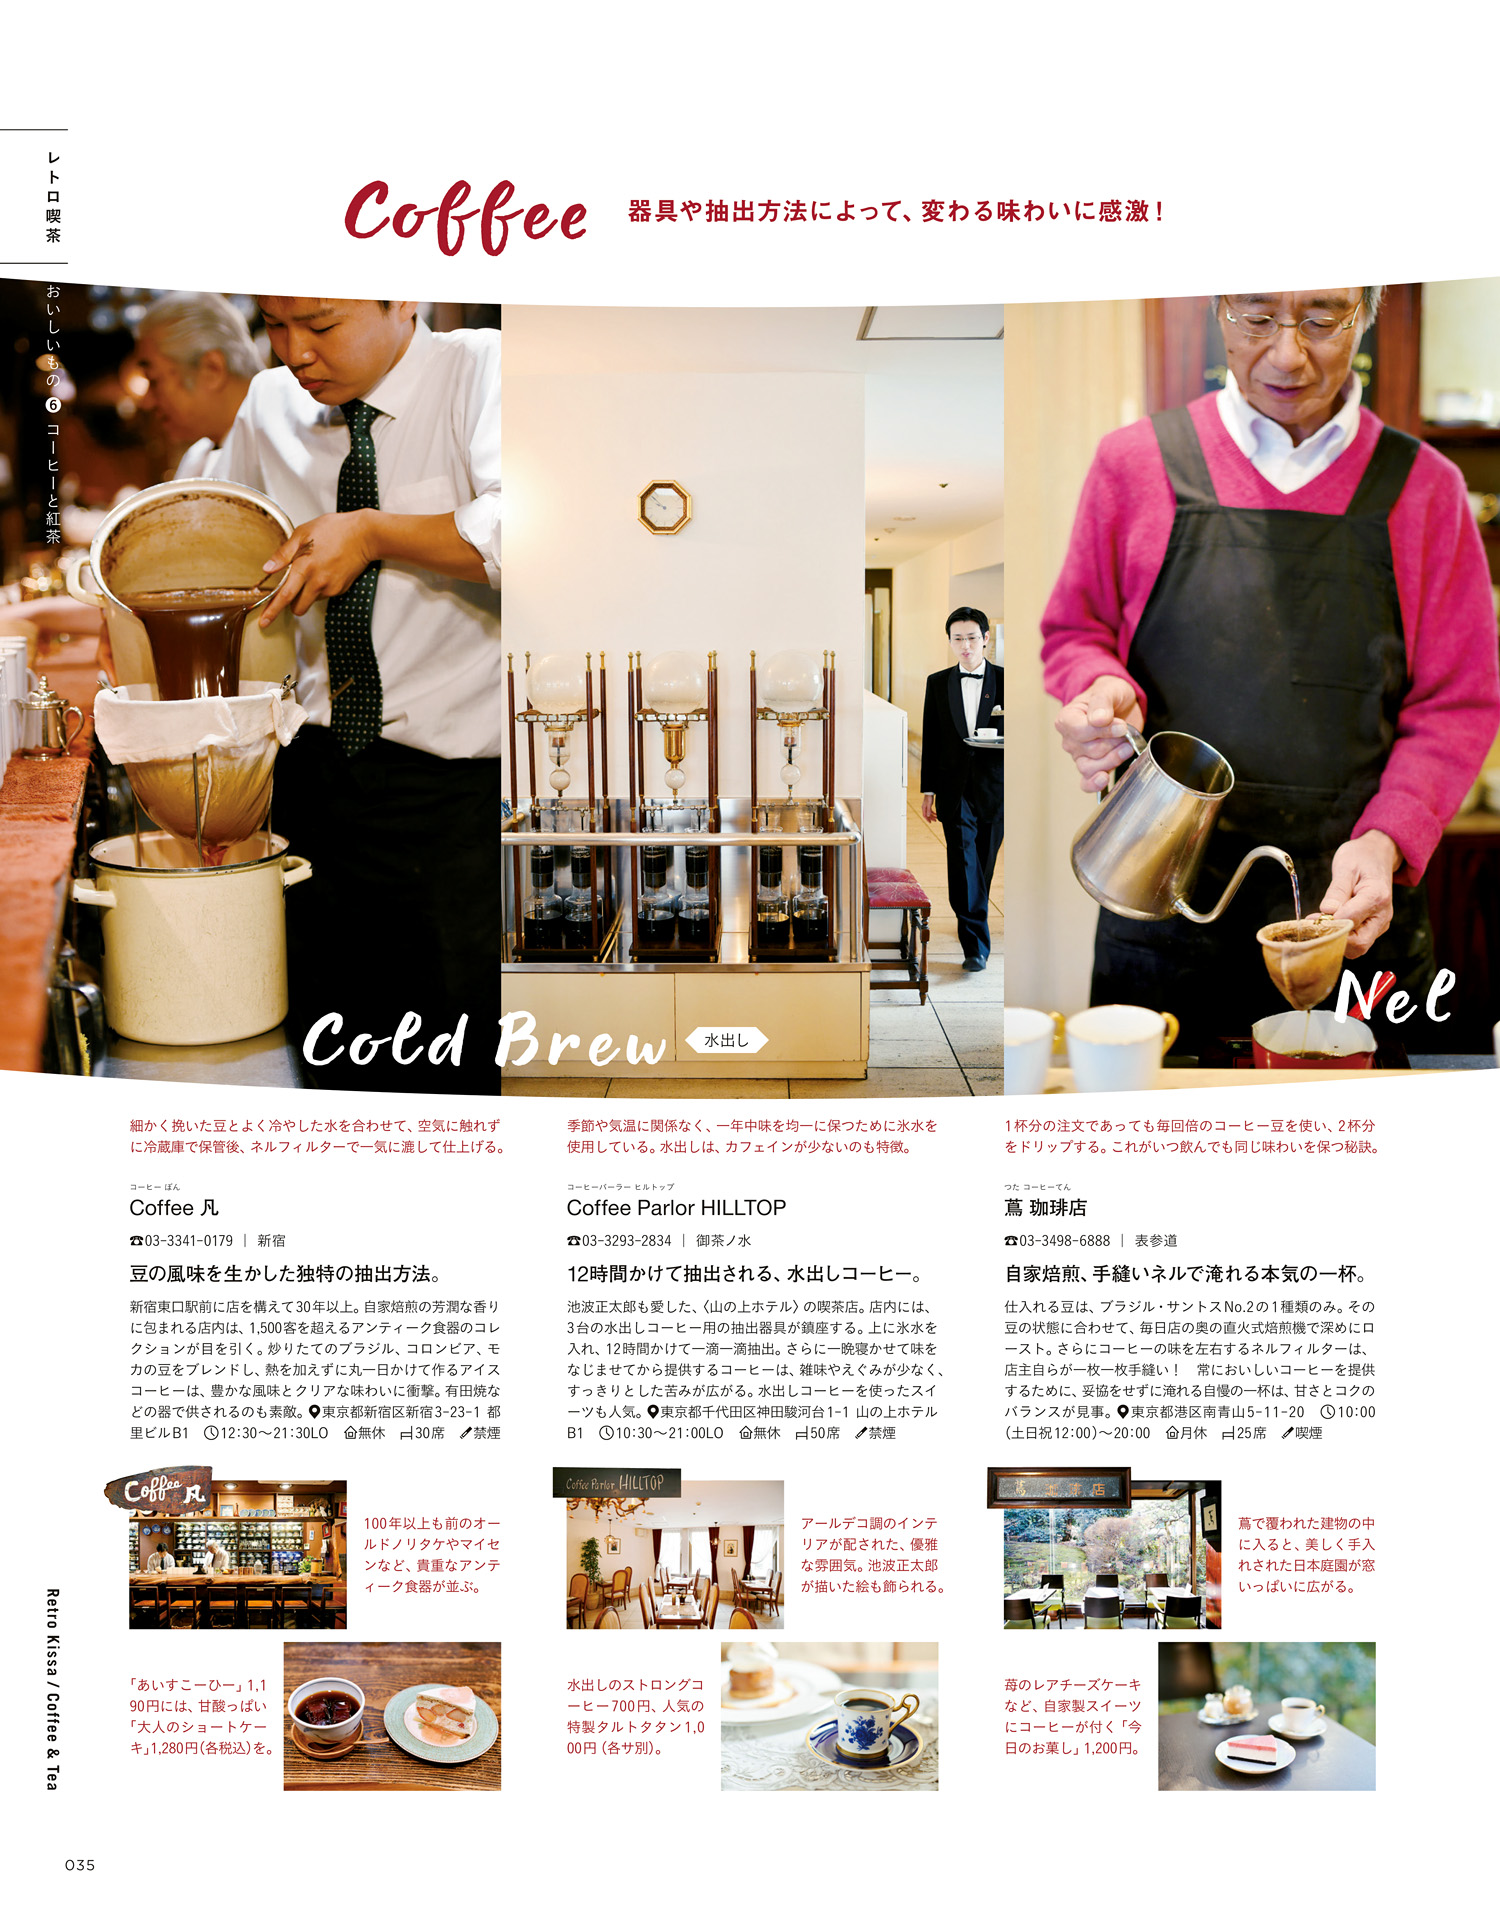 レトロ喫茶
おいしいもの 6 コーヒーと紅茶
Coffee
器具や抽出方法によって、変わる味わいに感激！
Cold Brew
水出し
Nel
細かく挽いた豆とよく冷やした水を合わせて、空気に触れず
に冷蔵庫で保管後、ネルフィルターで一気に漉して仕上げる。
コーヒー ぼん
Coffee 凡
☎03-3341-0179 ｜ 新宿
豆の風味を生かした独特の抽出方法。
新宿東口駅前に店を構えて30年以上。自家焙煎の芳潤な香り
に包まれる店内は、1,500客を超えるアンティーク食器のコレ
クションが目を引く。炒りたてのブラジル、コロンビア、モ
カの豆をブレンドし、熱を加えずに丸一日かけて作るアイス
コーヒーは、豊かな風味とクリアな味わいに衝撃。有田焼な
どの器で供されるのも素敵。東京都新宿区新宿3-23-1 都
里ビルB1 12:30〜21:30LO 無休 30席 禁煙
Coffee 凡
100年以上も前のオー
ルドノリタケやマイセ
ンなど、貴重なアンテ
ィーク食器が並ぶ。
「あいすこーひー」1,1
90円には、甘酸っぱい
「大人のショートケー
キ」1,280円（各税込）を。
季節や気温に関係なく、一年中味を均一に保つために氷水を
使用している。水出しは、カフェインが少ないのも特徴。
コーヒーパーラー ヒルトップ
Coffee Parlor HILLTOP
☎03-3293-2834 ｜ 御茶ノ水
12時間かけて抽出される、水出しコーヒー。
池波正太郎も愛した、〈山の上ホテル〉の喫茶店。店内には、
3台の水出しコーヒー用の抽出器具が鎮座する。上に氷水を
入れ、12時間かけて一滴一滴抽出。さらに一晩寝かせて味を
なじませてから提供するコーヒーは、雑味やえぐみが少なく、
すっきりとした苦みが広がる。水出しコーヒーを使ったスイ
ーツも人気。東京都千代田区神田駿河台1-1 山の上ホテル
B1 10:30〜21:00LO 無休 50席 禁煙
Coffee Parlor HILLTOP
アールデコ調のインテ
リアが配された、優雅
な雰囲気。池波正太郎
が描いた絵も飾られる。
水出しのストロングコ
ーヒー700円、人気の
特製タルトタタン1,0
00円（各サ別）。
1杯分の注文であっても毎回倍のコーヒー豆を使い、2杯分
をドリップする。これがいつ飲んでも同じ味わいを保つ秘訣。
つた コーヒーてん
蔦 珈琲店
☎03-3498-6888 ｜ 表参道
自家焙煎、手縫いネルで淹れる本気の一杯。
仕入れる豆は、ブラジル・サントスNo.2の1種類のみ。その
豆の状態に合わせて、毎日店の奥の直火式焙煎機で深めにロ
ースト。さらにコーヒーの味を左右するネルフィルターは、
店主自らが一枚一枚手縫い！　常においしいコーヒーを提供
するために、妥協をせずに淹れる自慢の一杯は、甘さとコクの
バランスが見事。東京都港区南青山5-11-20 10:00
（土日祝12:00）〜20:00 月休 25席 喫煙
蔦珈琲店
蔦で覆われた建物の中
に入ると、美しく手入
れされた日本庭園が窓
いっぱいに広がる。
苺のレアチーズケーキ
など、自家製スイーツ
にコーヒーが付く「今
日のお菓し」1,200円。
Retro Kissa / Coffee & Tea
035